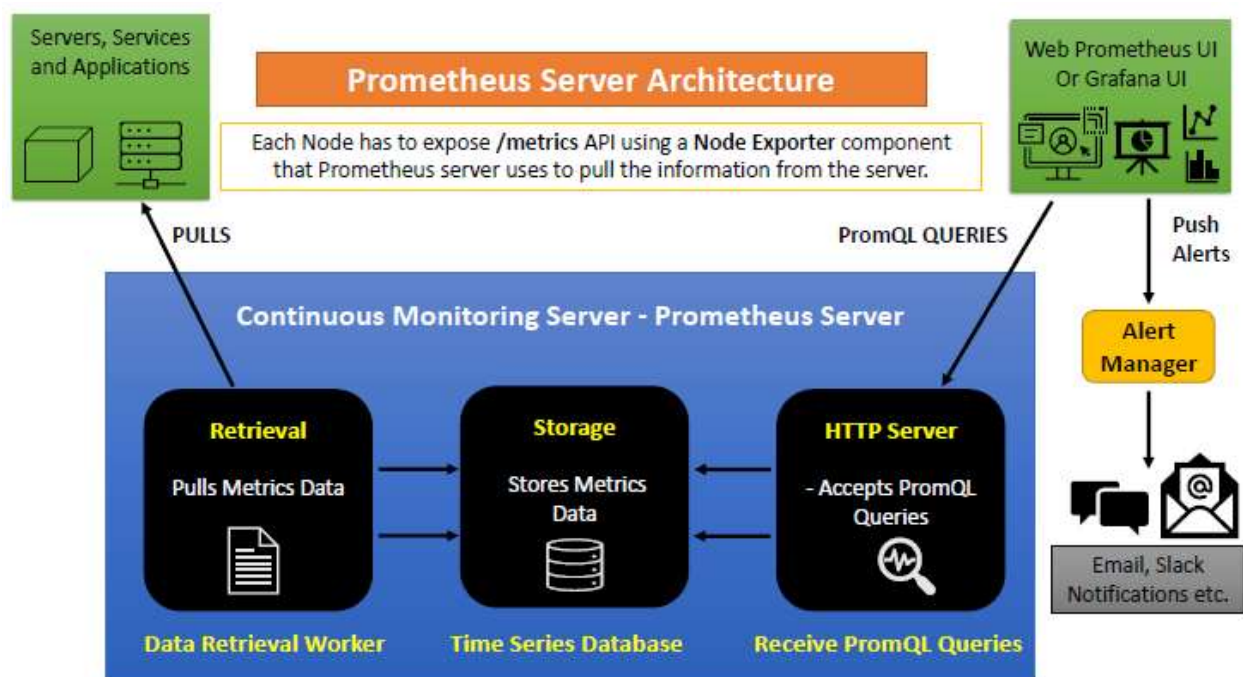 Servers, Services
and Applications
Prometheus Server Architecture
Each Node has to expose /metrics API using a Node Exporter component
that Prometheus server uses to pull the information from the server.
Web Prometheus UI
Or Grafana UI
PULLS
PromQL QUERIES
Push
Alerts
Continuous Monitoring Server - Prometheus Server
Alert
Manager
Retrieval
Pulls Metrics Data
Storage
Stores Metrics
Data
HTTP Server
- Accepts PromQL
Queries
@
Email, Slack
Notifications etc.
Data Retrieval Worker
Time Series Database
Receive PromQL Queries